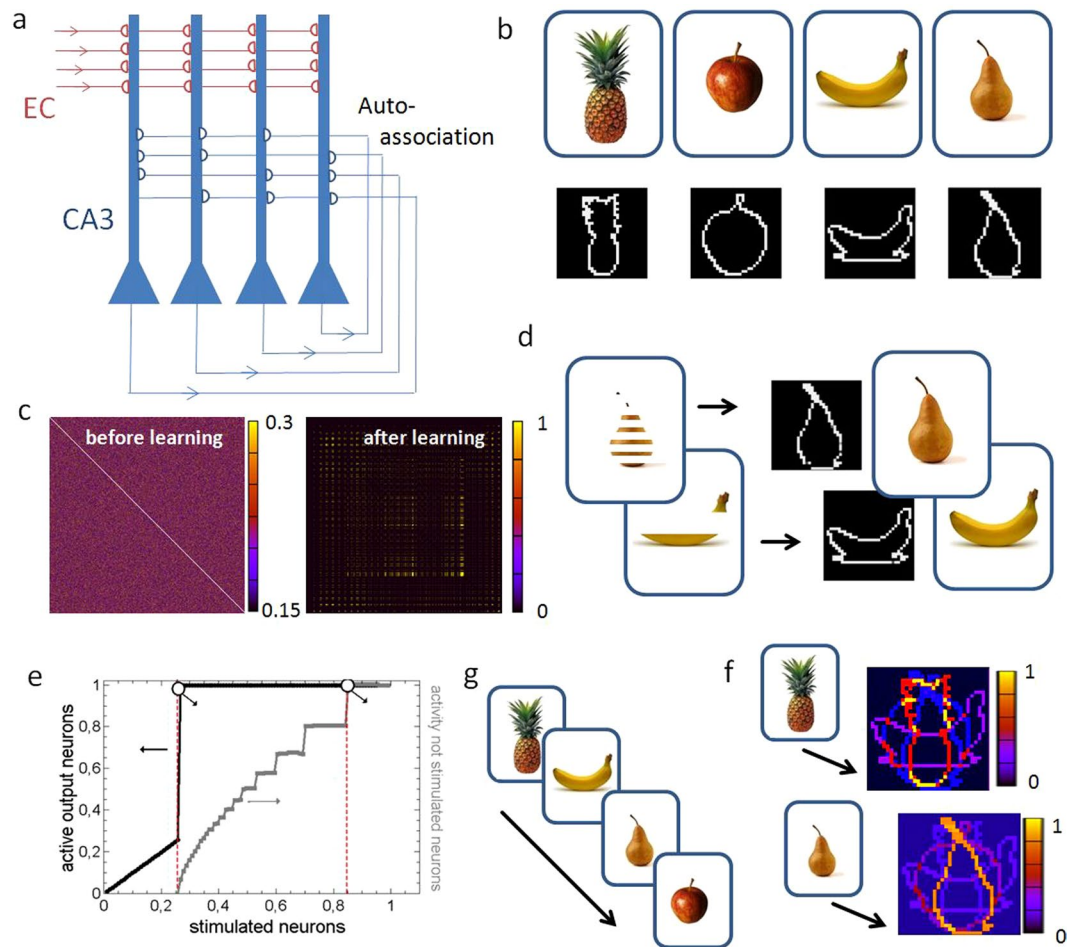 a
EC
CA3
Auto-
association
b
c
before learning
0.3
0.15
after learning
1
0
d
e
active output neurons
1
0,8
0,6
0,4
0,2
0
0
0,2
0,4
0,6
0,8
1
stimulated neurons
activity not stimulated neurons
g
f
1
0
1
0